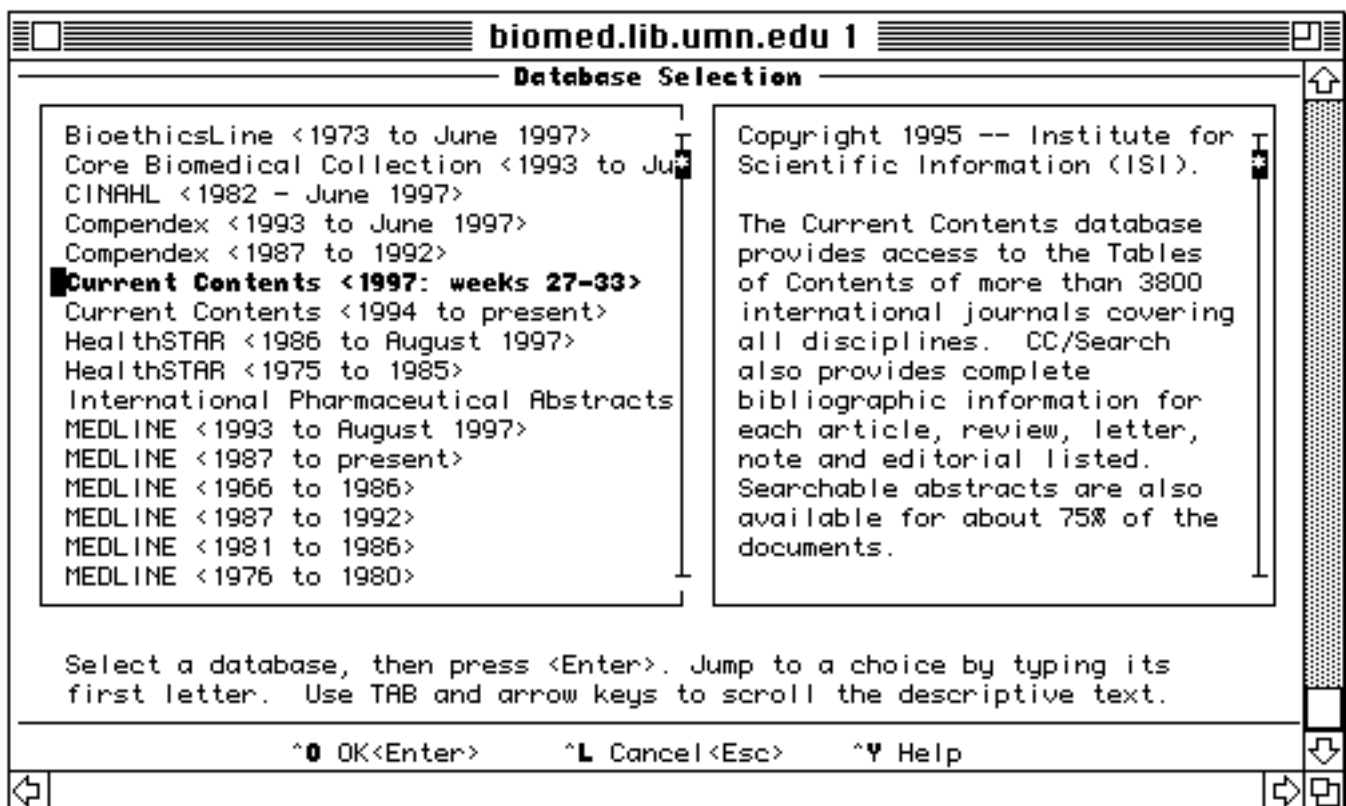 biomed.lib.umn.edu 1
Database Selection
BioethicsLine <1973 to June 1997>
Core Biomedical Collection <1993 to Ju*
CINAHL <1982 - June 1997>
Compendex <1993 to June 1997>
Compendex <1987 to 1992>
Current Contents <1997: weeks 27-33>
Current Contents <1994 to present>
HealthSTAR <1986 to August 1997>
HealthSTAR <1975 to 1985>
International Pharmaceutical Abstracts
MEDLINE <1993 to August 1997>
MEDLINE <1987 to present>
MEDLINE <1966 to 1986>
MEDLINE <1987 to 1992>
MEDLINE <1981 to 1986>
MEDLINE <1976 to 1980>
Copyright 1995 -- Institute for
Scientific Information (ISI). *
The Current Contents database
provides access to the Tables
of Contents of more than 3800
international journals covering
all disciplines.  CC/Search
also provides complete
bibliographic information for
each article, review, letter,
note and editorial listed.
Searchable abstracts are also
available for about 75% of the
documents.
Select a database, then press <Enter>. Jump to a choice by typing its
first letter.  Use TAB and arrow keys to scroll the descriptive text.
^O OK<Enter> ^L Cancel<Esc> ^Y Help